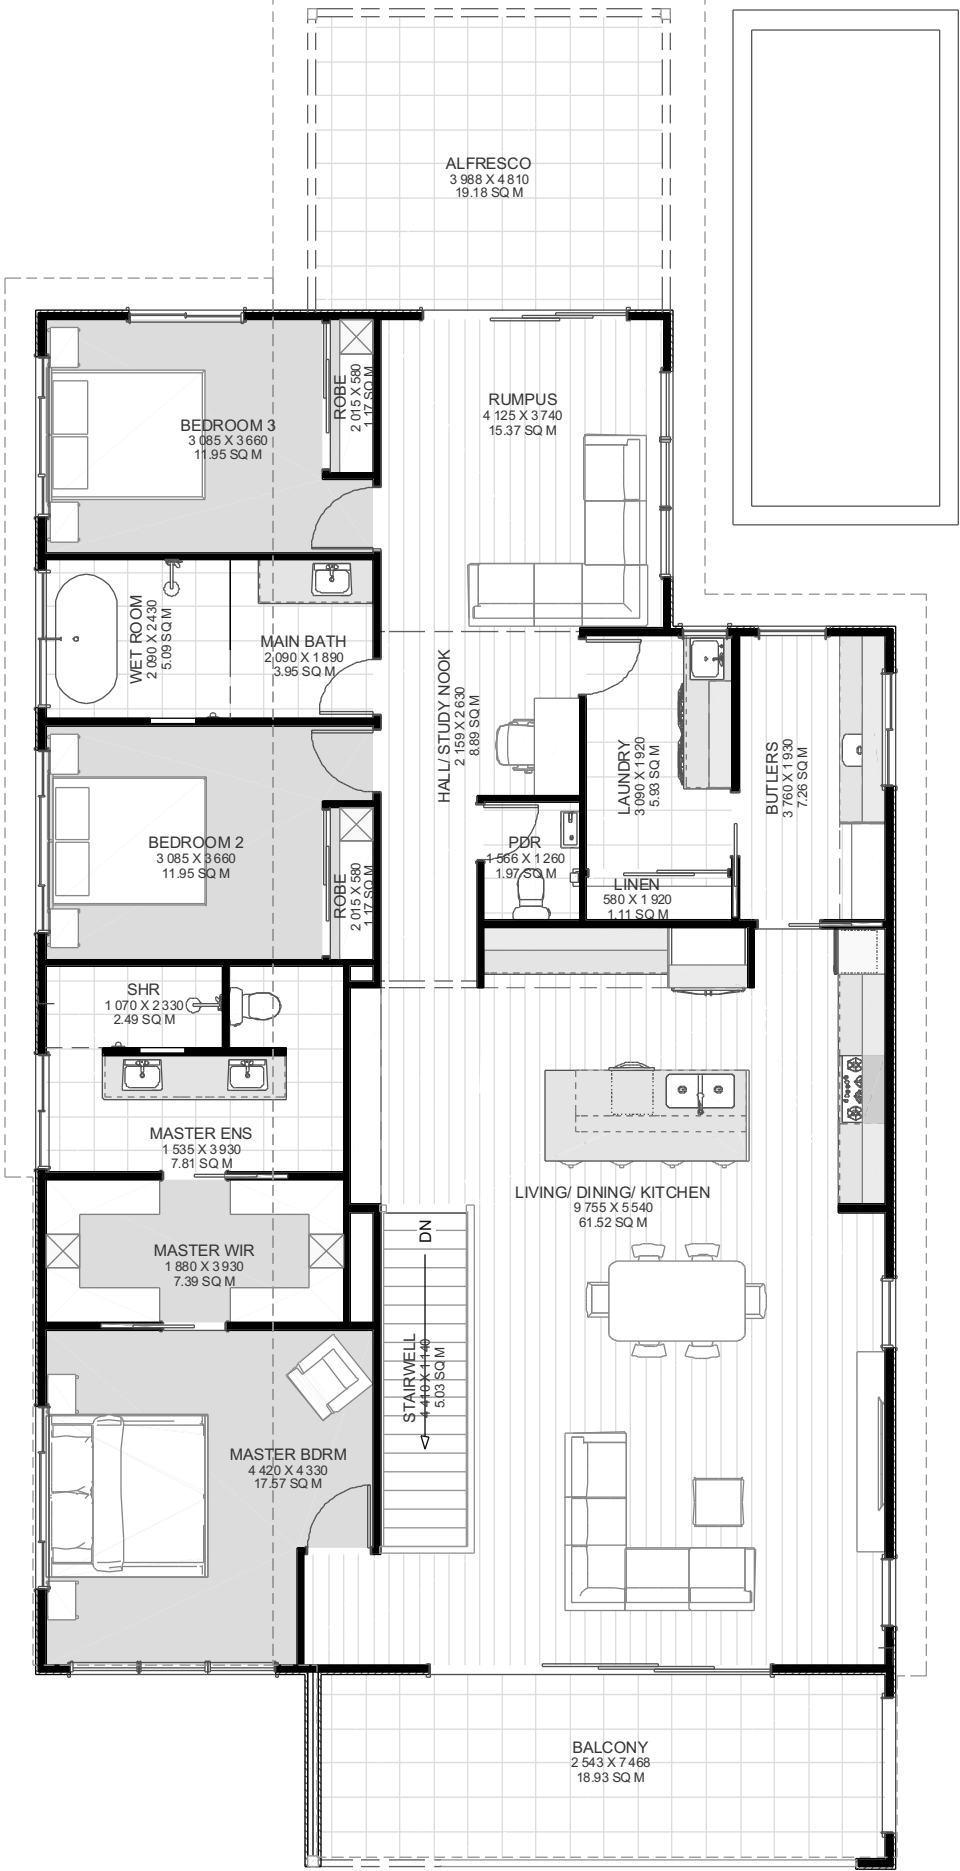 ALFRESCO
3 988 X 4 810
19.18 SQ M
RUMPUS
4 125 X 3 740
15.37 SQ M
ROBE
2 015 X 580
1.17 SQ M
BEDROOM 3
3 085 X 3 660
11.95 SQ M
WET ROOM
2 090 X 2 430
5.09 SQ M
MAIN BATH
2 090 X 1 890
3.95 SQ M
HALL/ STUDY NOOK
2 159 X 2 630
8.89 SQ M
LAUNDRY
3 090 X 1 920
5.93 SQ M
BUTLERS
3 760 X 1 930
7.26 SQ M
BEDROOM 2
3 085 X 3 660
11.95 SQ M
ROBE
2 015 X 580
1.17 SQ M
PDR
1 566 X 1 260
1.97 SQ M
LINEN
580 X 1 920
1.11 SQ M
SHR
1 070 X 2 330
2.49 SQ M
MASTER ENS
1 535 X 3 930
7.81 SQ M
LIVING/ DINING/ KITCHEN
9 755 X 5 540
61.52 SQ M
MASTER WIR
1 880 X 3 930
7.39 SQ M
DN
STAIRWELL
4 410 X 1 140
5.03 SQ M
MASTER BDRM
4 420 X 4 330
17.57 SQ M
BALCONY
2 543 X 7 468
18.93 SQ M